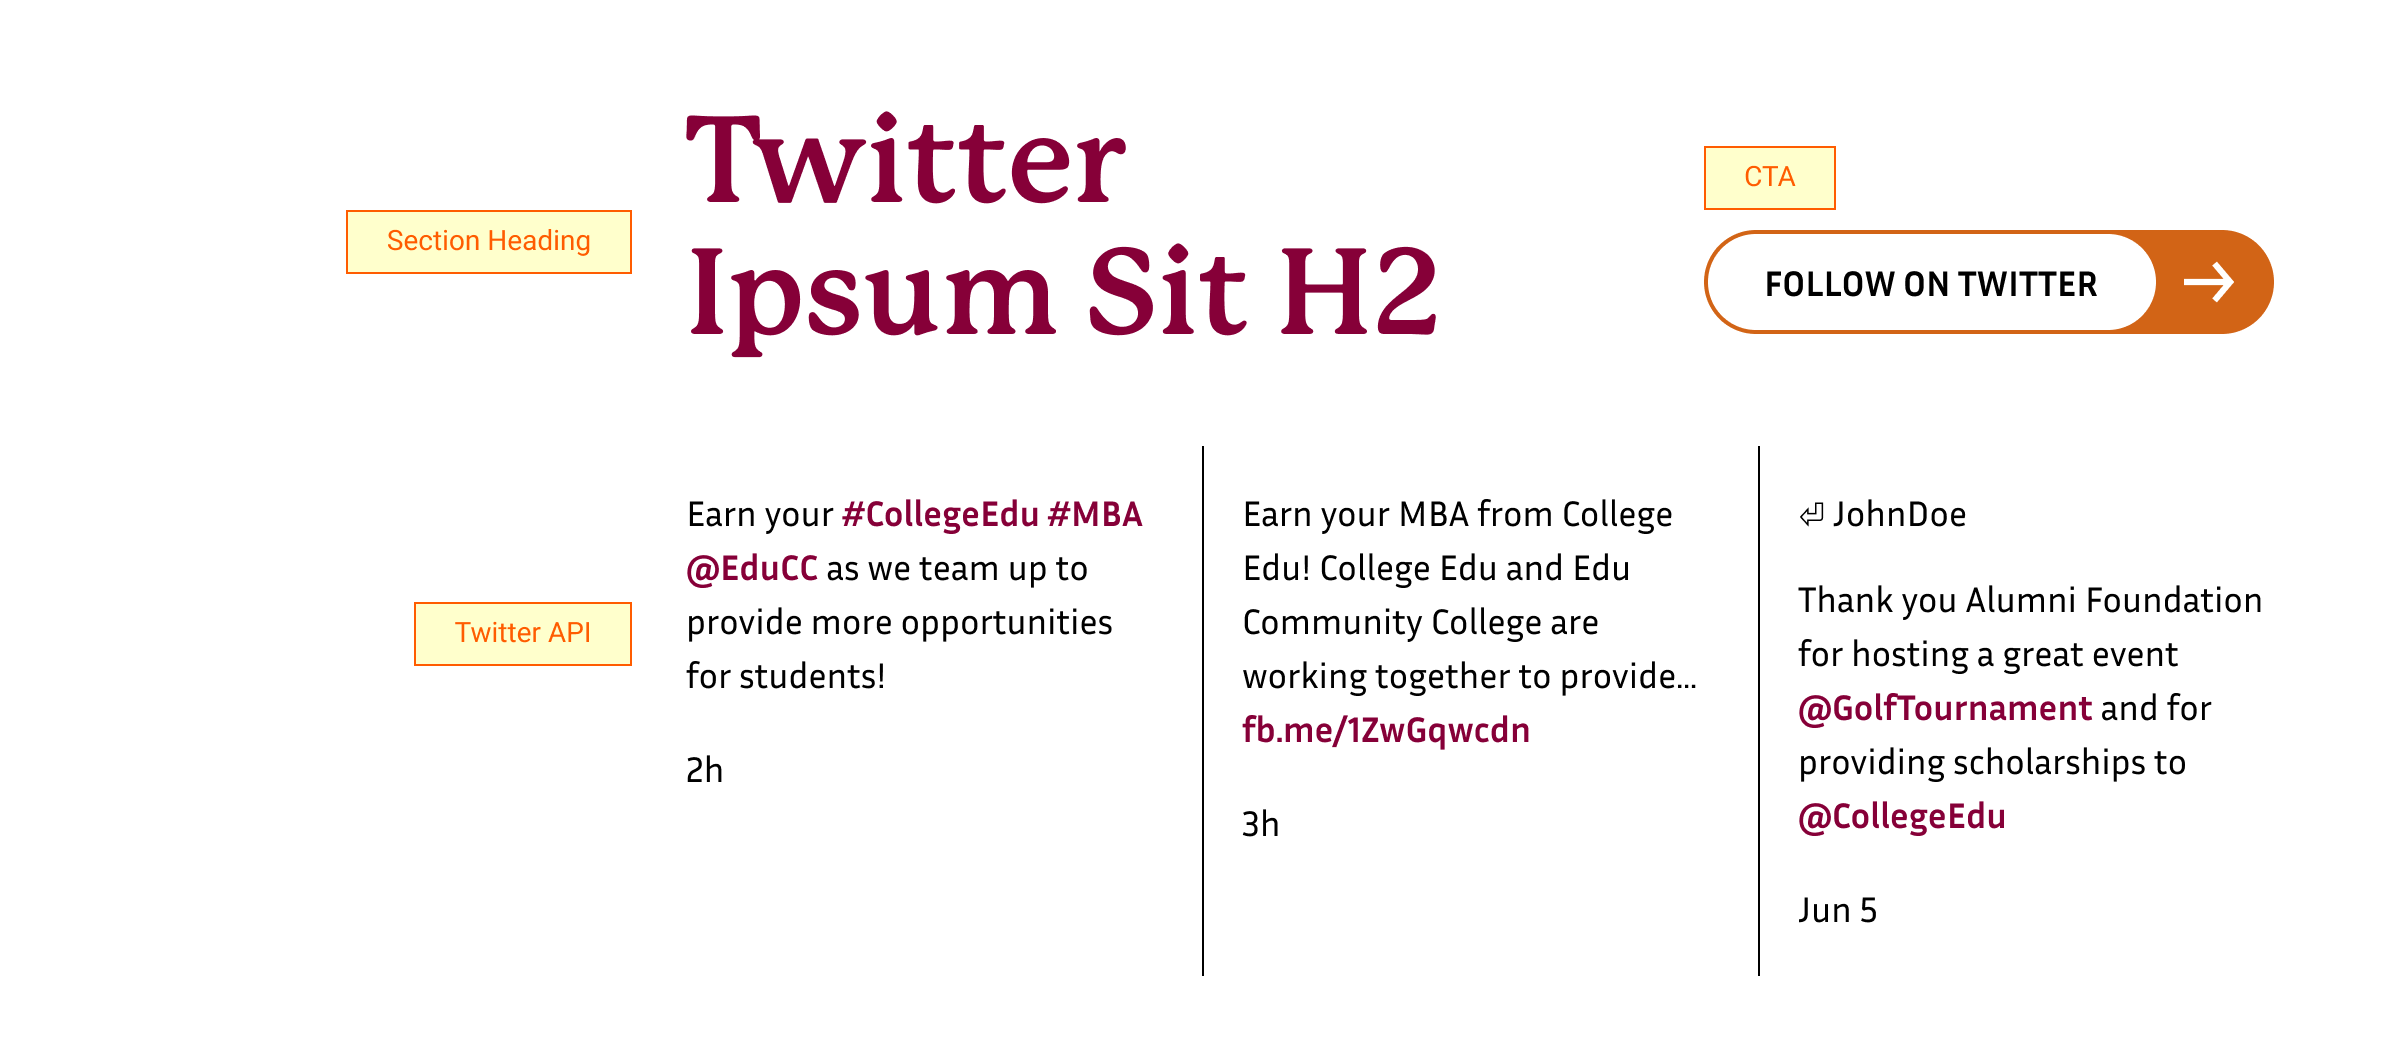 Twitter
Ipsum Sit H2
Section Heading
CTA
FOLLOW ON TWITTER
Twitter API
Earn your #CollegeEdu #MBA
@EduCC as we team up to
provide more opportunities
for students!
2h
Earn your MBA from College
Edu! College Edu and Edu
Community College are
working together to provide...
fb.me/1ZwGqwcdn
3h
⏎ JohnDoe
Thank you Alumni Foundation
for hosting a great event
@GolfTournament and for
providing scholarships to
@CollegeEdu
Jun 5